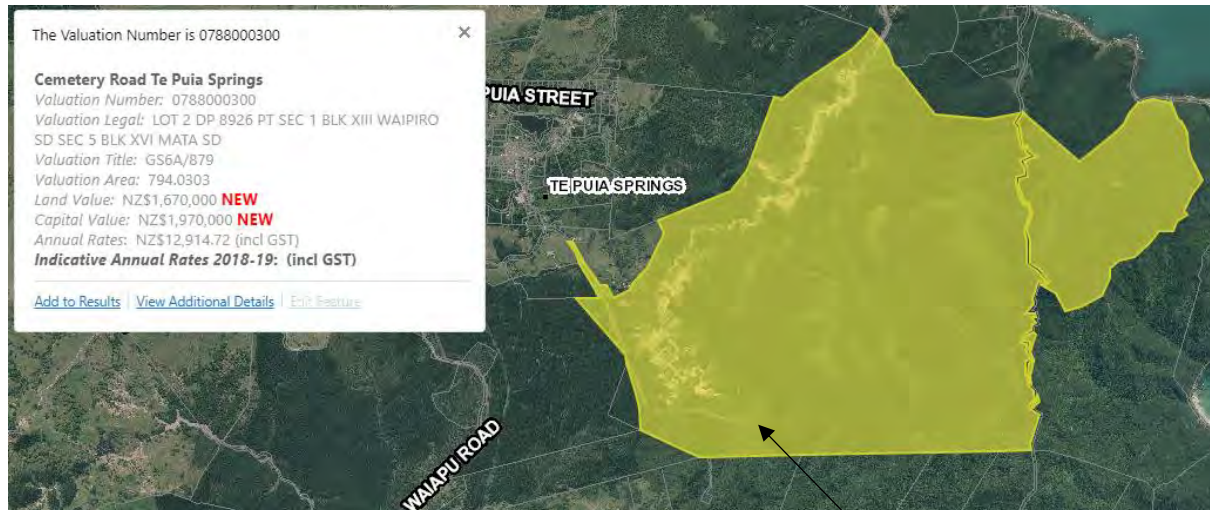 The Valuation Number is 0788000300
Cemetery Road Te Puia Springs
Valuation Number: 0788000300
Valuation Legal: LOT 2 DP 8926 PT SEC 1 BLK XIII WAIPIRO
SD SEC 5 BLK XVI MATA SD
Valuation Title: GS6A/879
Valuation Area: 794.0303
Land Value: NZ$1,670,000 NEW
Capital Value: NZ$1,970,000 NEW
Annual Rates: NZ$12,914.72 (incl GST)
Indicative Annual Rates 2018-19: (incl GST)
Add to Results View Additional Details Edit Feature
PUIA STREET
TE PUIA SPRINGS
WAIAPU ROAD